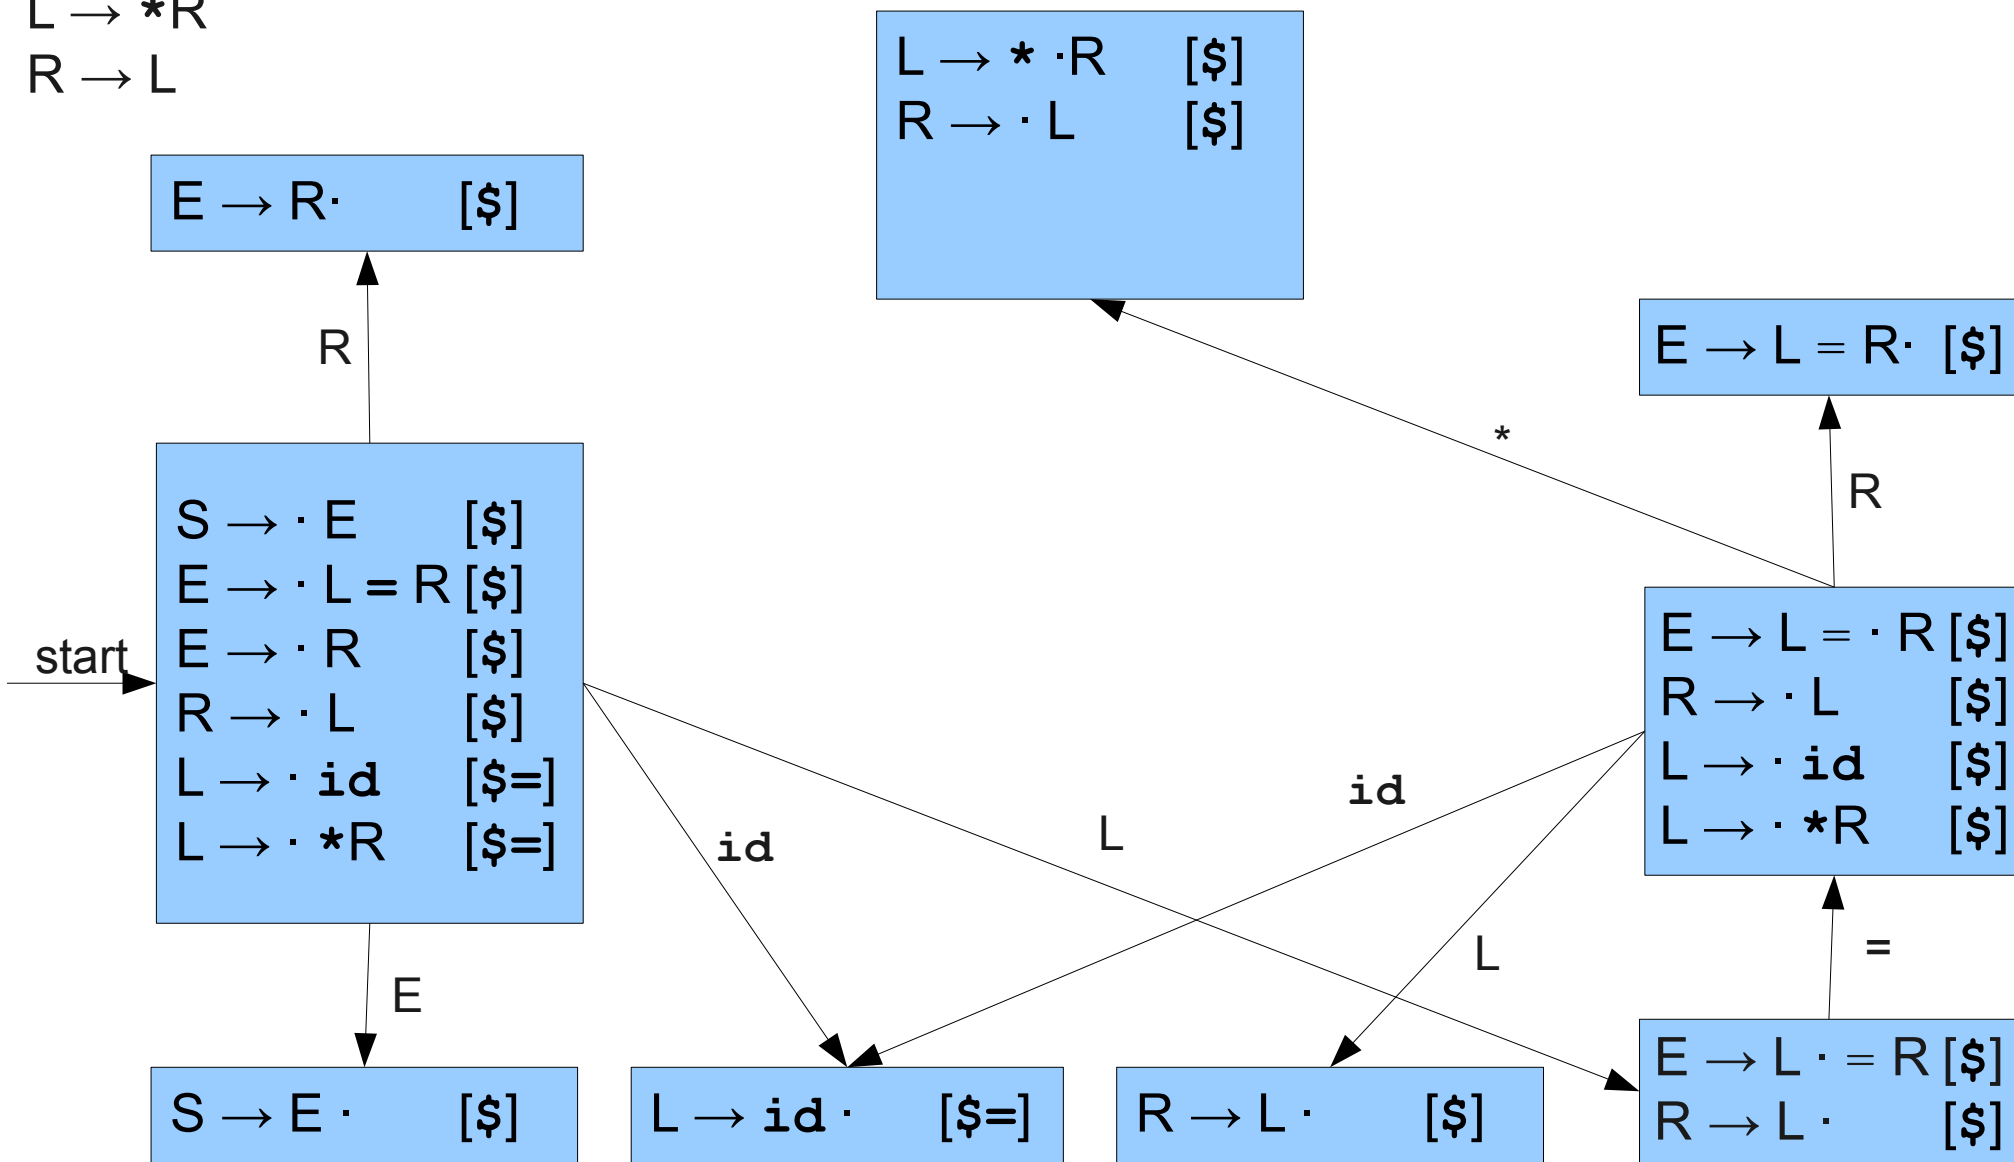 L → *R
R → L
L → * ·R [$]
R → · L [$]
E → R· [$]
R
E → L = R· [$]
*
R
S → · E [$]
E → · L = R [$]
E → · R [$]
R → · L [$]
L → · id [$=]
L → · *R [$=]
start
E → L = · R [$]
R → · L [$]
L → · id [$]
L → · *R [$]
id
L
id
L
=
E
S → E · [$]
L → id · [$=]
R → L · [$]
E → L · = R [$]
R → L · [$]